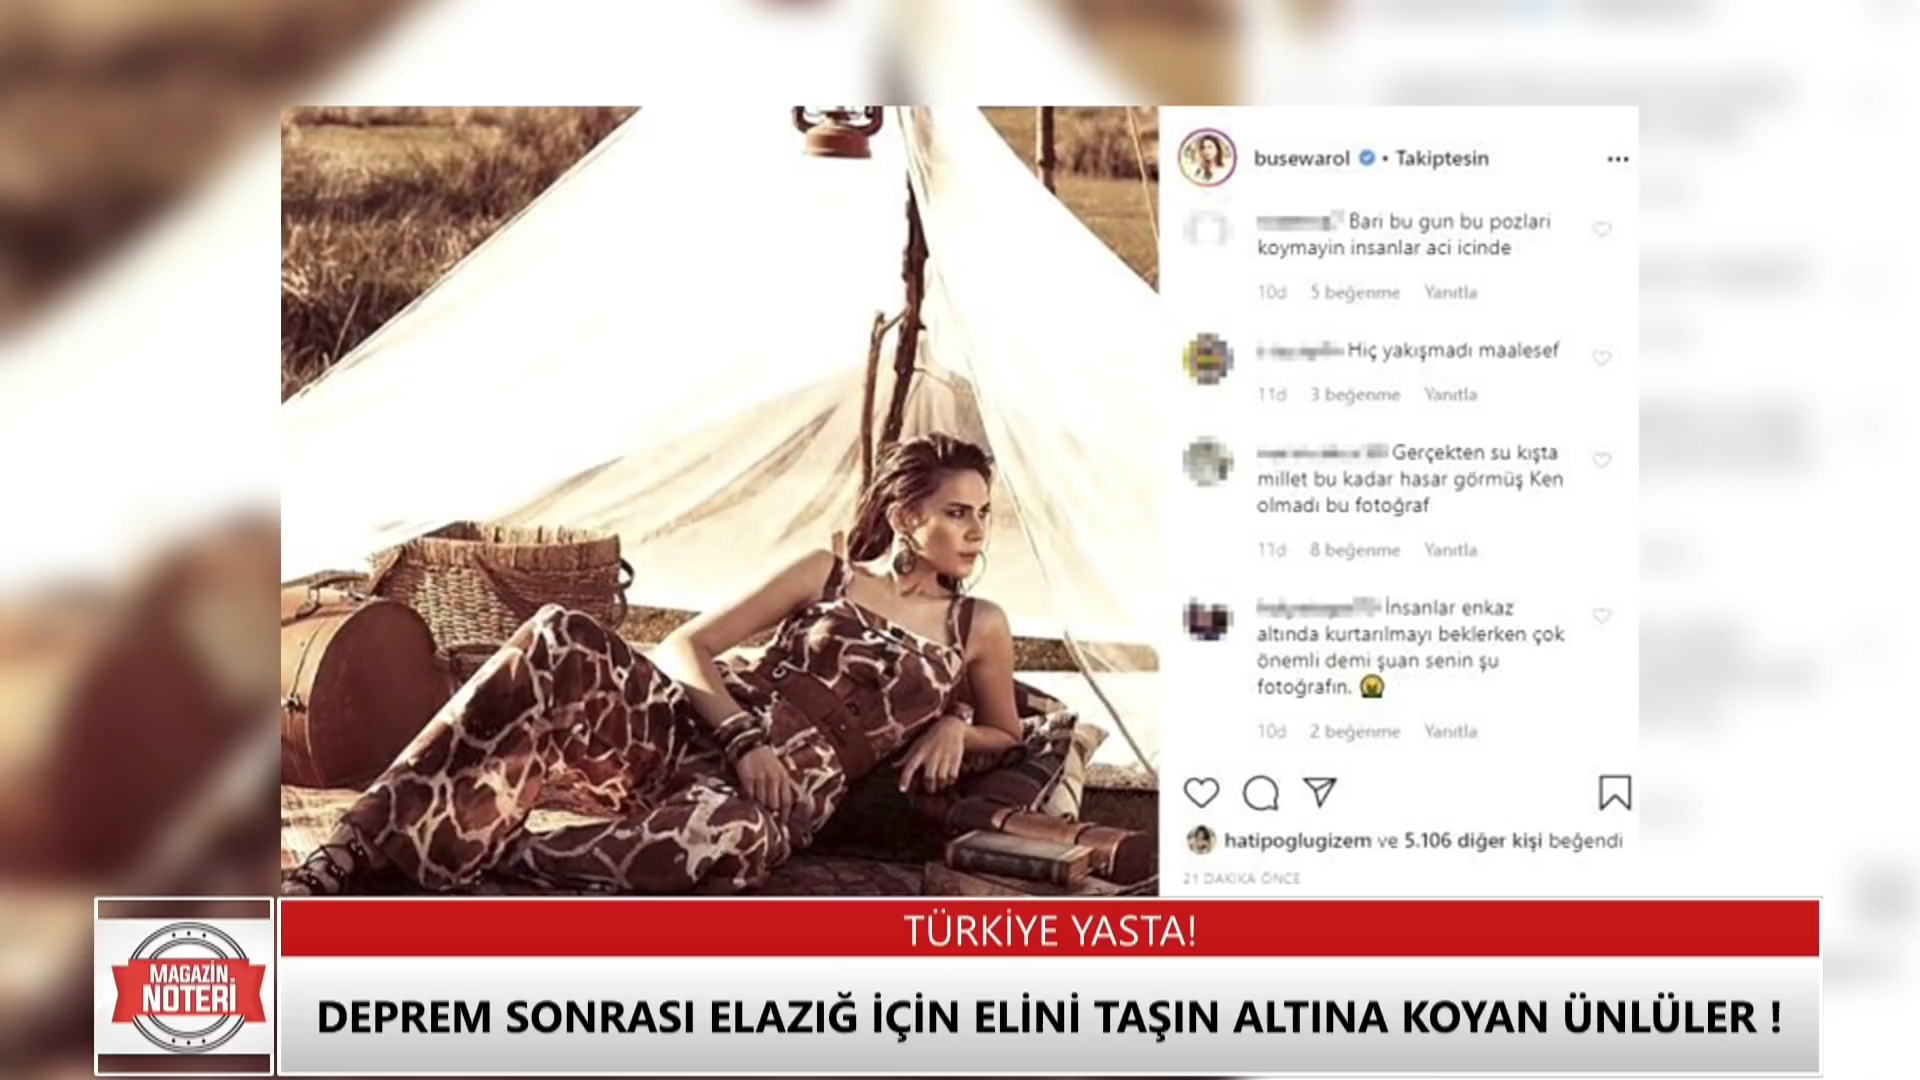 busewarol • Takiptesin
Bari bu gun bu pozlari
koymayin insanlar aci icinde
10d 5 beğenme Yanıtla
Hiç yakışmadı maalesef
11d 3 beğenme Yanıtla
Gerçekten su kışta
millet bu kadar hasar görmüş Ken
olmadı bu fotoğraf
11d 8 beğenme Yanıtla
İnsanlar enkaz
altında kurtarılmayı beklerken çok
önemli demi şuan senin şu
fotoğrafın.
10d 2 beğenme Yanıtla
hatipoglugizem ve 5.106 diğer kişi beğendi
21 DAKİKA ÖNCE
TÜRKİYE YASTA!
MAGAZİN
NOTERİ
DEPREM SONRASI ELAZIĞ İÇİN ELİNİ TAŞIN ALTINA KOYAN ÜNLÜLER !